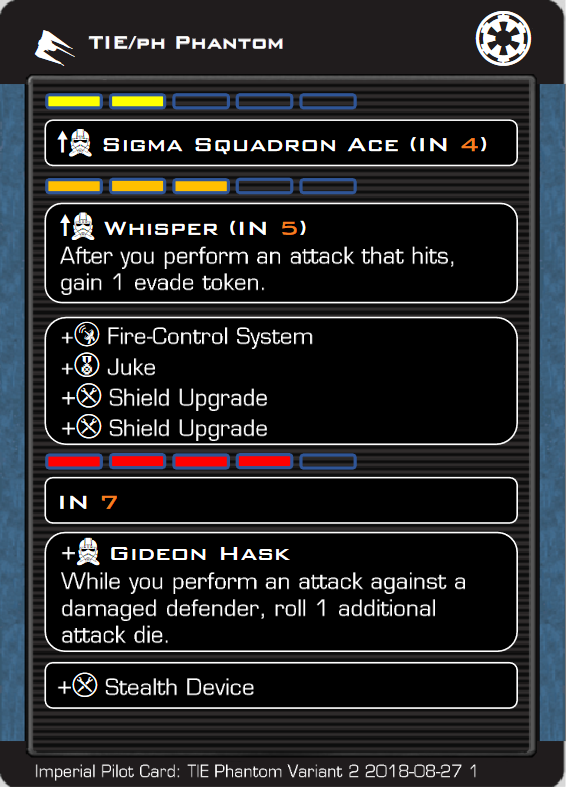 TIE/ph Phantom
Sigma Squadron Ace (IN 4)
Whisper (IN 5)
After you perform an attack that hits,
gain 1 evade token.
+ Fire-Control System
+ Juke
+ Shield Upgrade
+ Shield Upgrade
IN 7
+ Gideon Hask
While you perform an attack against a
damaged defender, roll 1 additional
attack die.
+ Stealth Device
Imperial Pilot Card: TIE Phantom Variant 2 2018-08-27 1